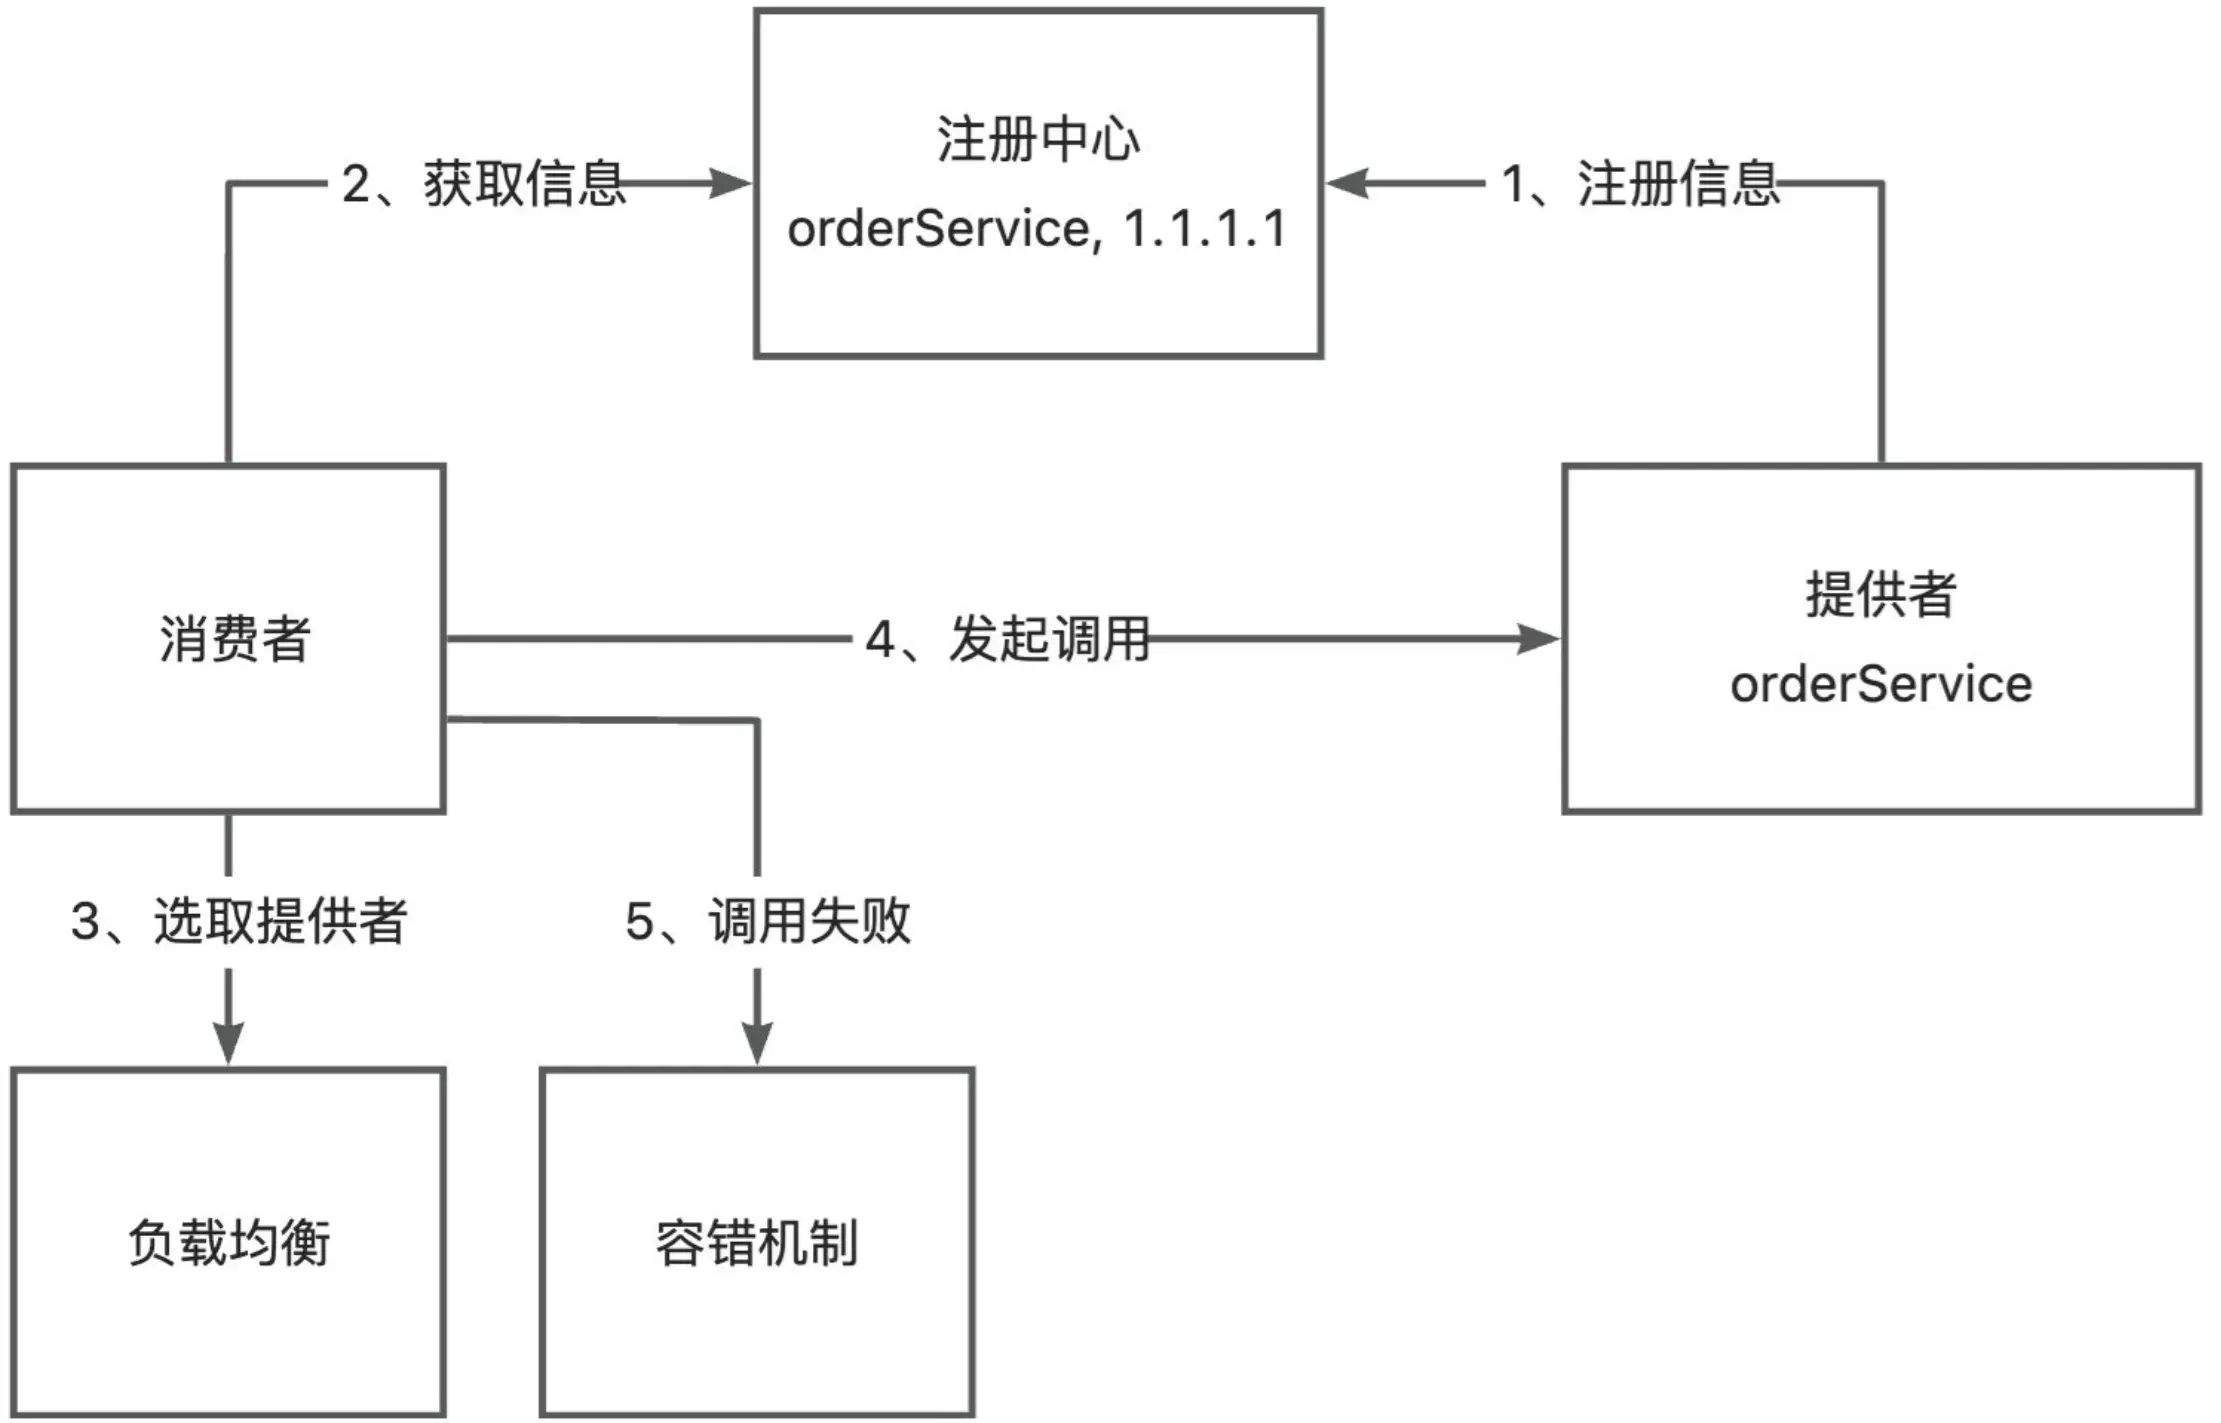 注册中心
orderService, 1.1.1.1
2、获取信息
1、注册信息
消费者
4、发起调用
提供者
orderService
3、选取提供者
5、调用失败
负载均衡
容错机制